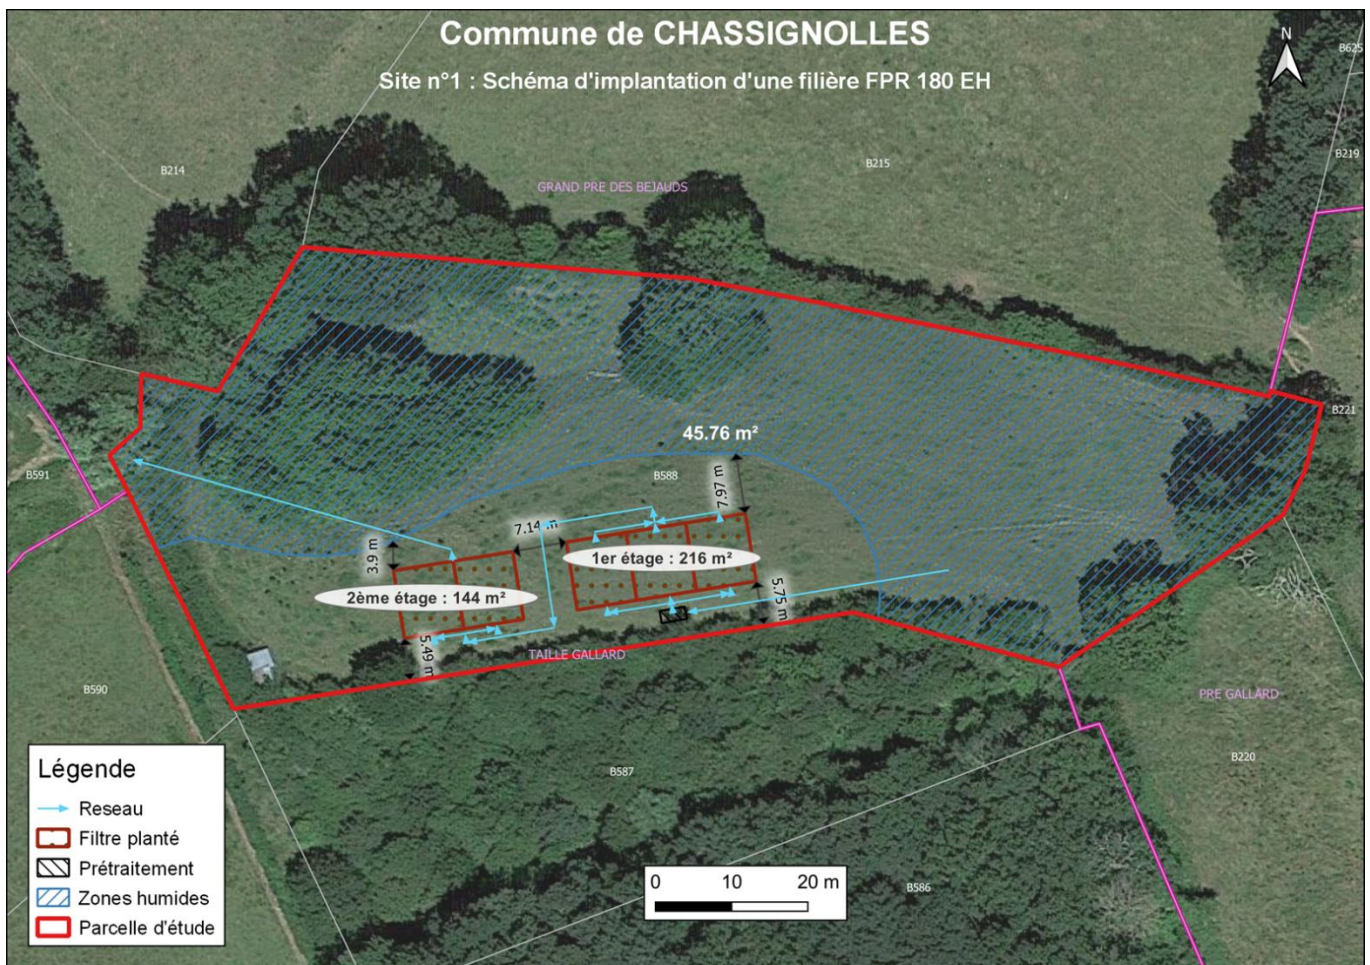 Commune de CHASSIGNOLLES
Site n°1 : Schéma d'implantation d'une filière FPR 180 EH
N
B625
B219
B215
B214
GRAND PRE DES BEJAUDS
B221
45.76 m²
B588
B591
7.97 m
7.14 m
3.9 m
1er étage : 216 m²
2ème étage : 144 m²
5.75 m
5.49 m
TAILLE GALLARD
B590
PRE GALLARD
B220
B587
B586
Légende
Reseau
Filtre planté
Prétraitement
Zones humides
Parcelle d'étude
0 10 20 m